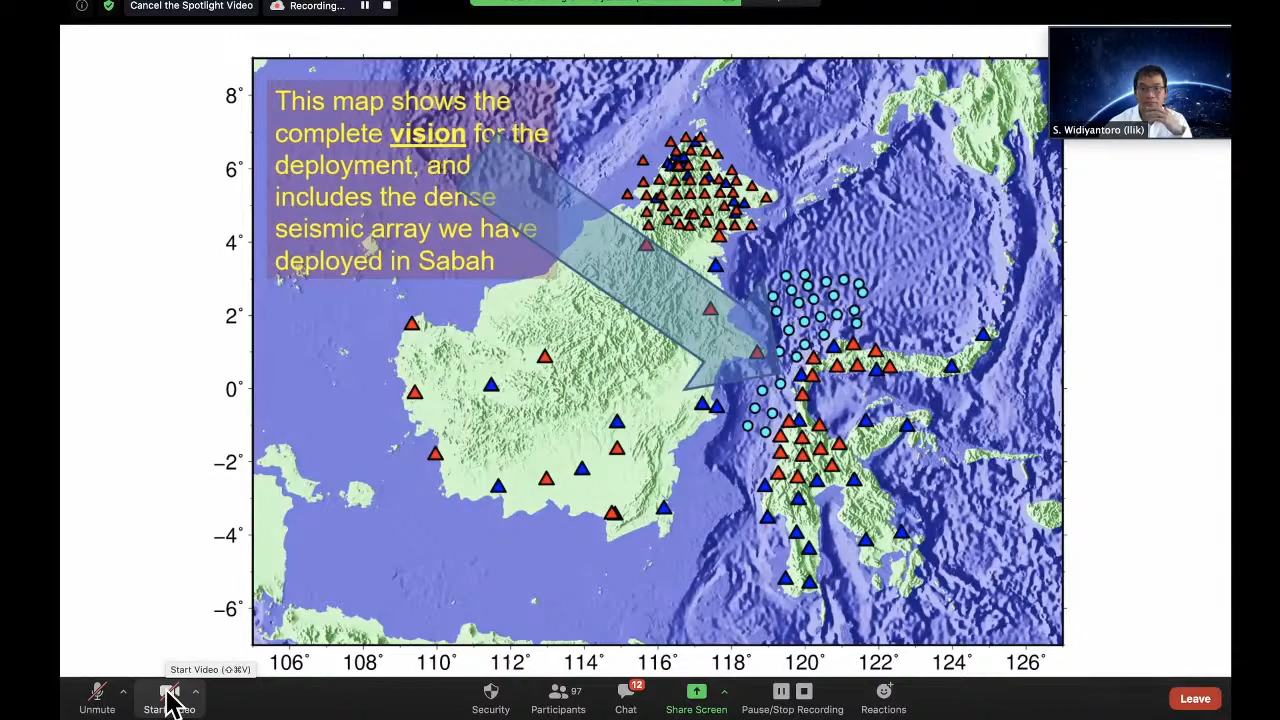 Cancel the Spotlight Video
Recording...
This map shows the
complete vision for the
deployment, and
includes the dense
seismic array we have
deployed in Sabah
S. Widiyantoro (Ilik)
8°
6°
4°
2°
0°
−2°
−4°
−6°
106°
108°
110°
112°
114°
116°
118°
120°
122°
124°
126°
Start Video (⇧⌘V)
Unmute
Start Video
Security
97
Participants
12
Chat
Share Screen
Pause/Stop Recording
Reactions
Leave